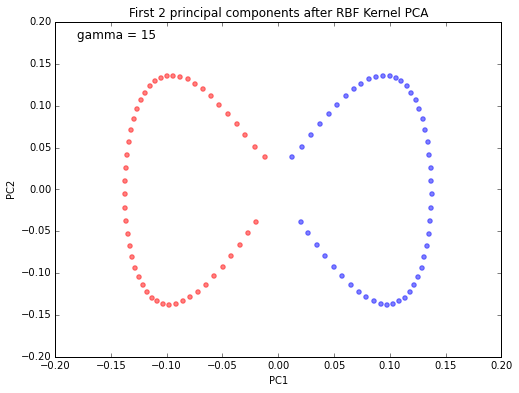 First 2 principal components after RBF Kernel PCA
gamma = 15
0.20
0.15
0.10
0.05
0.00
−0.05
−0.10
−0.15
−0.20
PC2
−0.20 −0.15 −0.10 −0.05 0.00 0.05 0.10 0.15 0.20
PC1